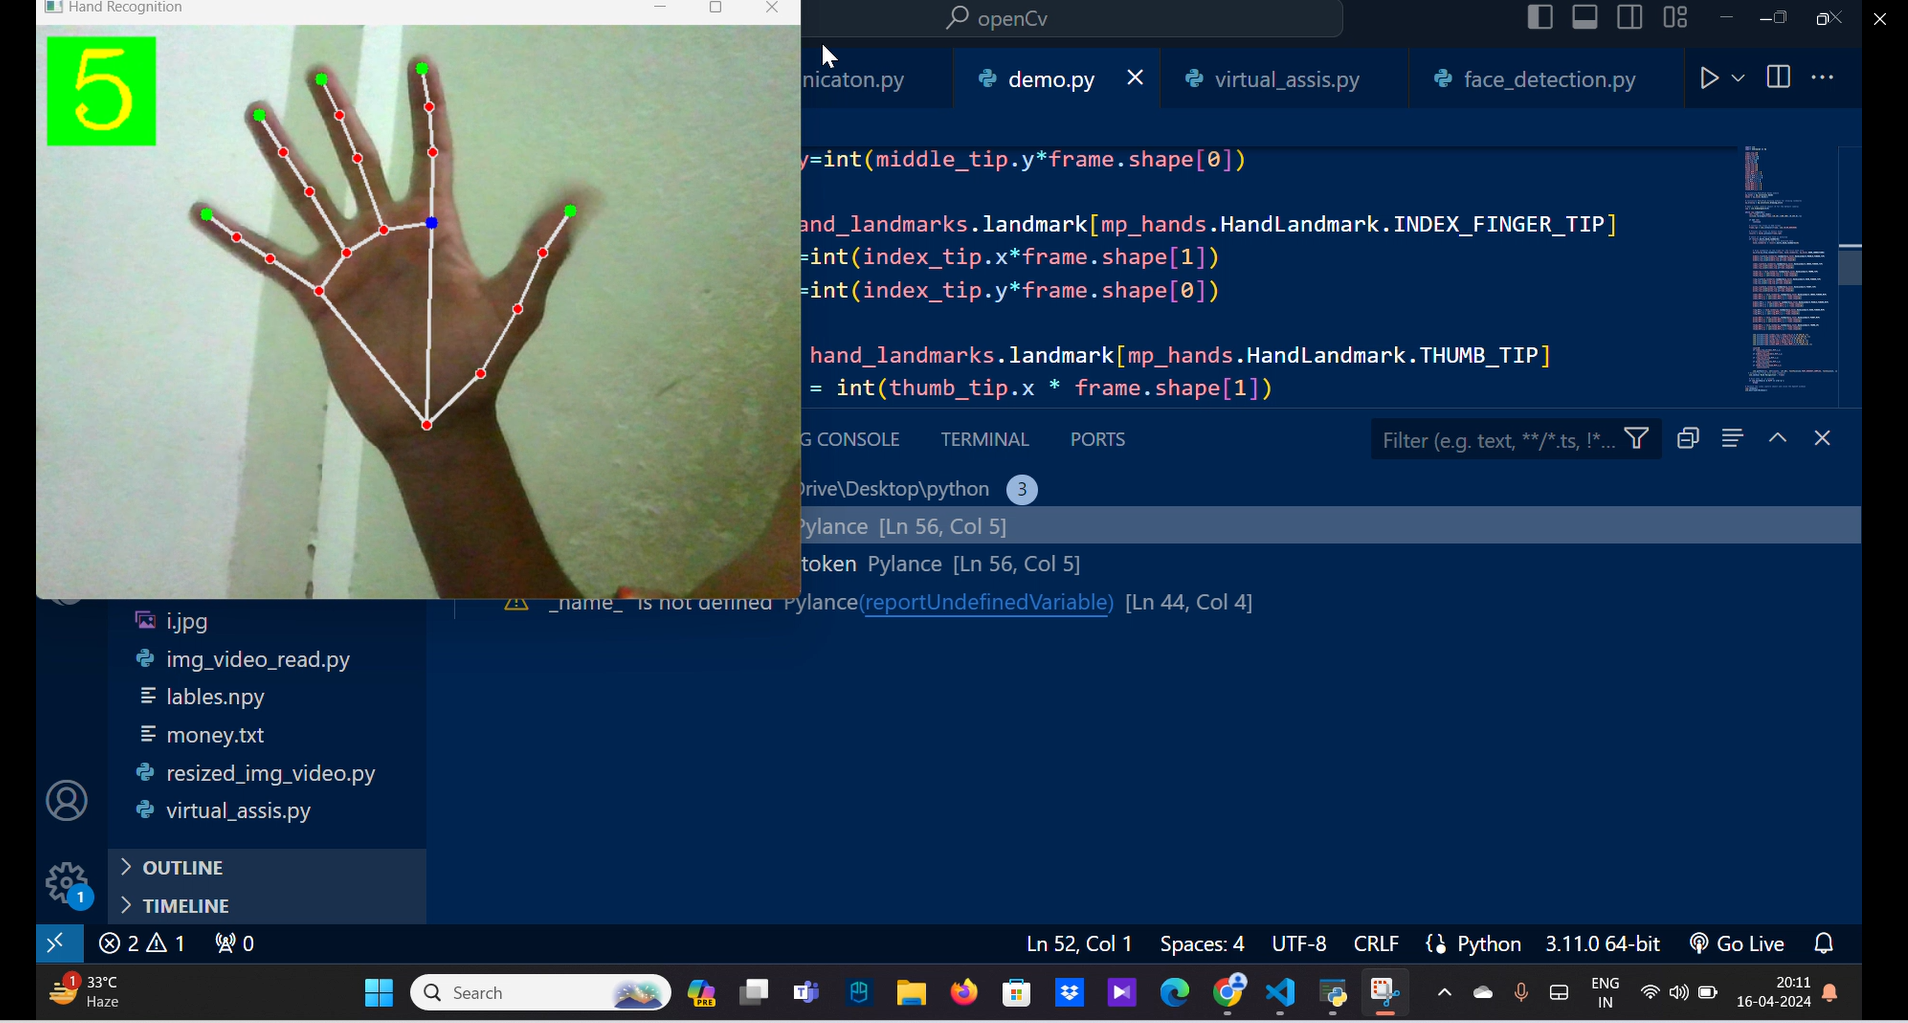 Hand Recognition
openCv
5
nicaton.py
demo.py
virtual_assis.py
face_detection.py
y=int(middle_tip.y*frame.shape[0])
and_landmarks.landmark[mp_hands.HandLandmark.INDEX_FINGER_TIP]
=int(index_tip.x*frame.shape[1])
=int(index_tip.y*frame.shape[0])
hand_landmarks.landmark[mp_hands.HandLandmark.THUMB_TIP]
= int(thumb_tip.x * frame.shape[1])
G CONSOLE
TERMINAL
PORTS
Filter (e.g. text, **/*.ts, !*...
Drive\Desktop\python 3
Pylance [Ln 56, Col 5]
token Pylance [Ln 56, Col 5]
_name_" is not defined Pylance(reportUndefinedVariable) [Ln 44, Col 4]
i.jpg
img_video_read.py
lables.npy
money.txt
resized_img_video.py
virtual_assis.py
OUTLINE
1
TIMELINE
2 1 0
Ln 52, Col 1 Spaces: 4 UTF-8 CRLF Python 3.11.0 64-bit Go Live
1
33°C
Haze
Search
PRE
ENG
IN
20:11
16-04-2024